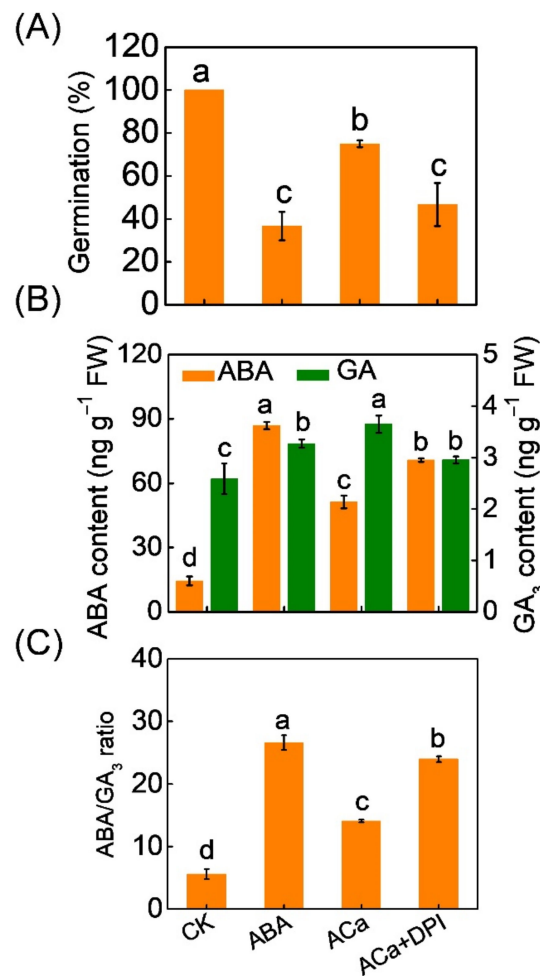 (A)
Germination (%)
120
100
80
60
40
20
0
a
c
b
c
(B)
ABA content (ng g⁻¹ FW)
120
90
60
30
0
ABA
GA
d
c
a
b
c
a
b
b
5
4
3
2
1
0
GA₃ content (ng g⁻¹ FW)
(C)
ABA/GA₃ ratio
40
30
20
10
0
d
a
c
b
CK
ABA
ACa
ACa+DPI